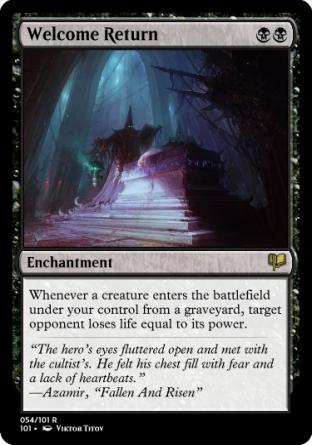 Welcome Return
Enchantment
Whenever a creature enters the battlefield
under your control from a graveyard, target
opponent loses life equal to its power.
“The hero's eyes fluttered open and met with
the cultist's. He felt his chest fill with fear and
a lack of heartbeats.”
—Azamir, “Fallen And Risen”
054/101 R
101 • Viktor Titov